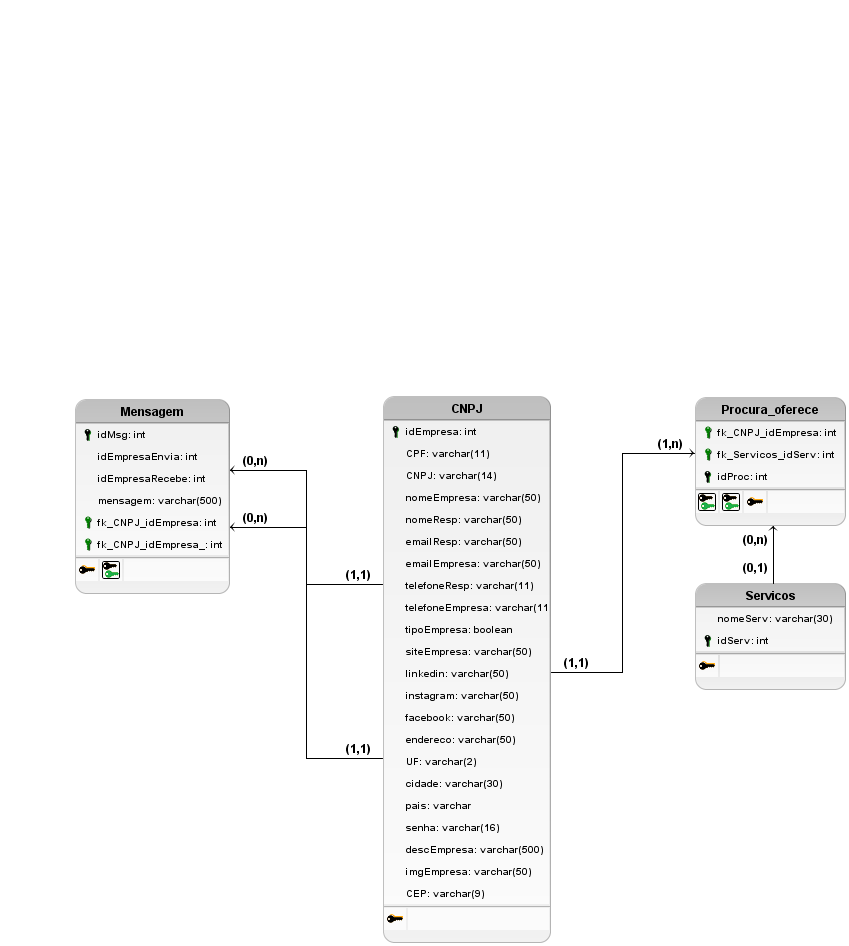 Mensagem
idMsg: int
idEmpresaEnvia: int
idEmpresaRecebe: int
mensagem: varchar(500)
fk_CNPJ_idEmpresa: int
fk_CNPJ_idEmpresa_: int
(0,n)
(0,n)
(1,1)
(1,1)
CNPJ
idEmpresa: int
CPF: varchar(11)
CNPJ: varchar(14)
nomeEmpresa: varchar(50)
nomeResp: varchar(50)
emailResp: varchar(50)
emailEmpresa: varchar(50)
telefoneResp: varchar(11)
telefoneEmpresa: varchar(11
tipoEmpresa: boolean
siteEmpresa: varchar(50)
linkedin: varchar(50)
instagram: varchar(50)
facebook: varchar(50)
endereco: varchar(50)
UF: varchar(2)
cidade: varchar(30)
pais: varchar
senha: varchar(16)
descEmpresa: varchar(500)
imgEmpresa: varchar(50)
CEP: varchar(9)
(1,n)
(1,1)
Procura_oferece
fk_CNPJ_idEmpresa: int
fk_Servicos_idServ: int
idProc: int
(0,n)
(0,1)
Servicos
nomeServ: varchar(30)
idServ: int